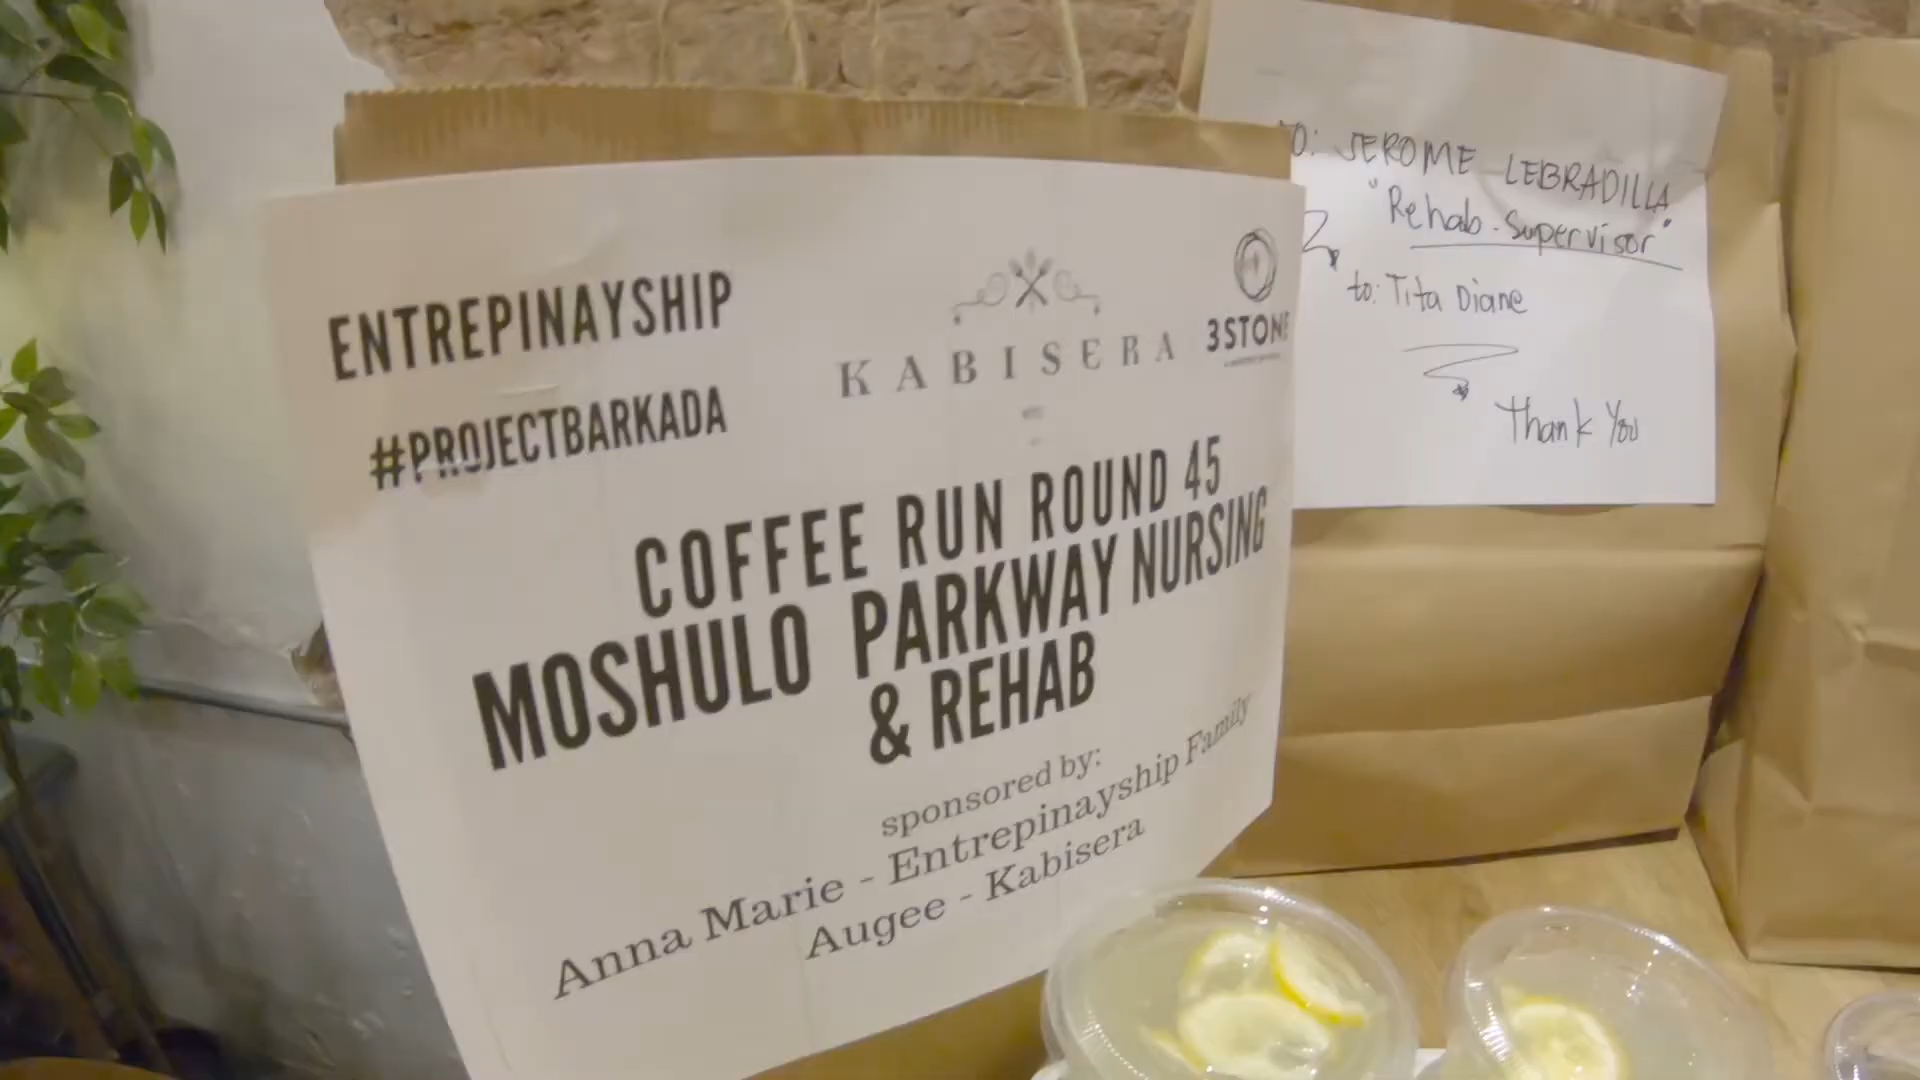 ENTREPINAYSHIP
#PROJECTBARKADA
KABISERA
3STONE
COFFEE RUN ROUND 45
MOSHULO PARKWAY NURSING
& REHAB
sponsored by:
Anna Marie - Entrepinayship Family
Augee - Kabisera
TO: JEROME LEBRADILLA
"Rehab. Supervisor"
to: Tita Diane
Thank You